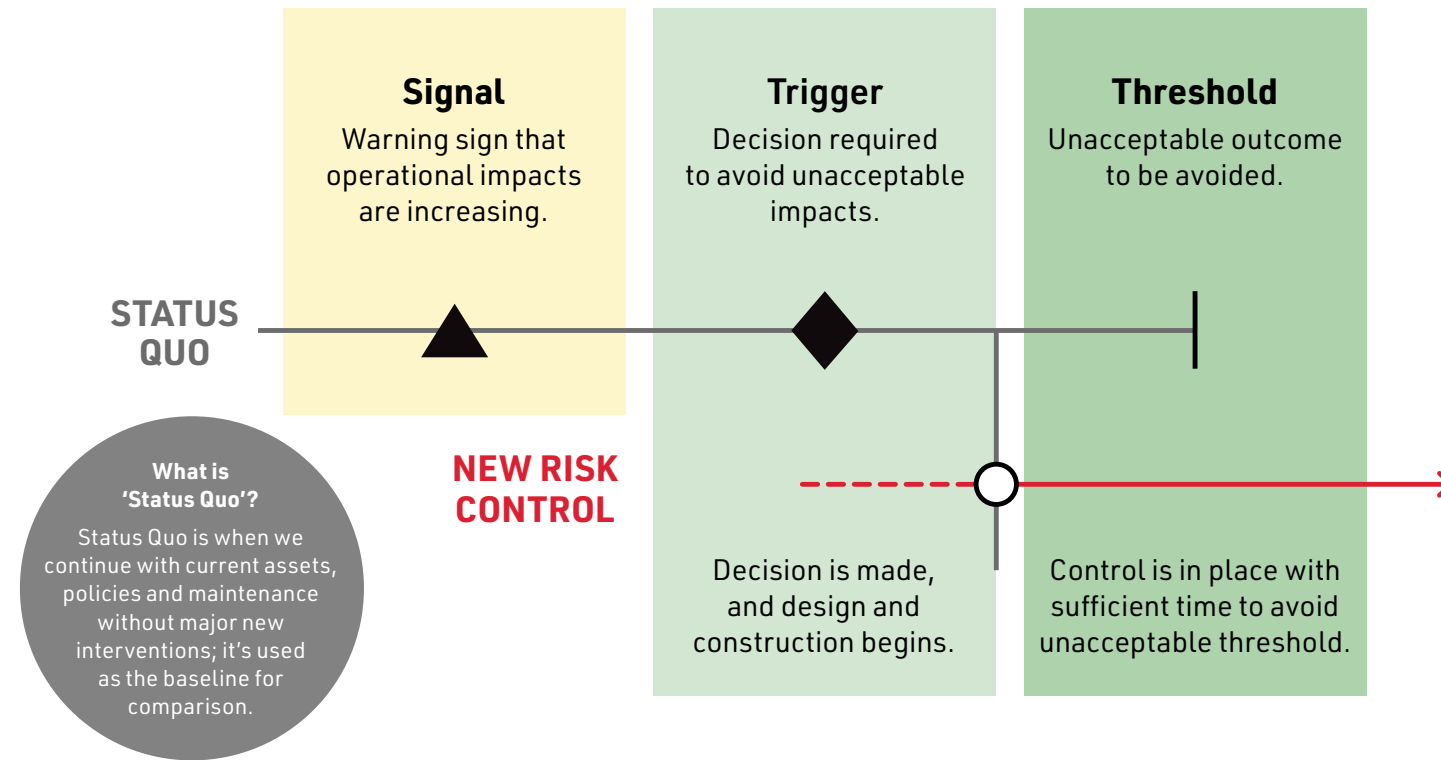 Signal
Warning sign that
operational impacts
are increasing.
Trigger
Decision required
to avoid unacceptable
impacts.
Threshold
Unacceptable outcome
to be avoided.
STATUS
QUO
What is
'Status Quo'?
Status Quo is when we
continue with current assets,
policies and maintenance
without major new
interventions; it's used
as the baseline for
comparison.
NEW RISK
CONTROL
Decision is made,
and design and
construction begins.
Control is in place with
sufficient time to avoid
unacceptable threshold.